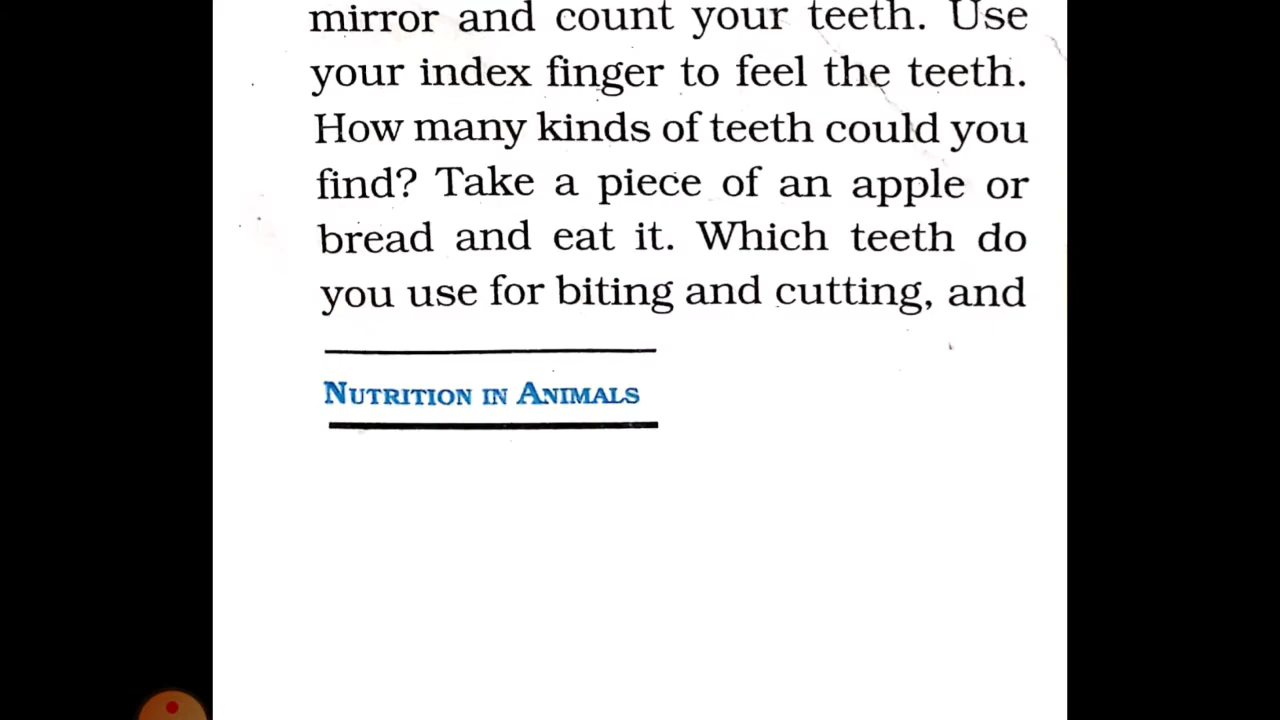 mirror and count your teeth. Use
your index finger to feel the teeth.
How many kinds of teeth could you
find? Take a piece of an apple or
bread and eat it. Which teeth do
you use for biting and cutting, and
NUTRITION IN ANIMALS